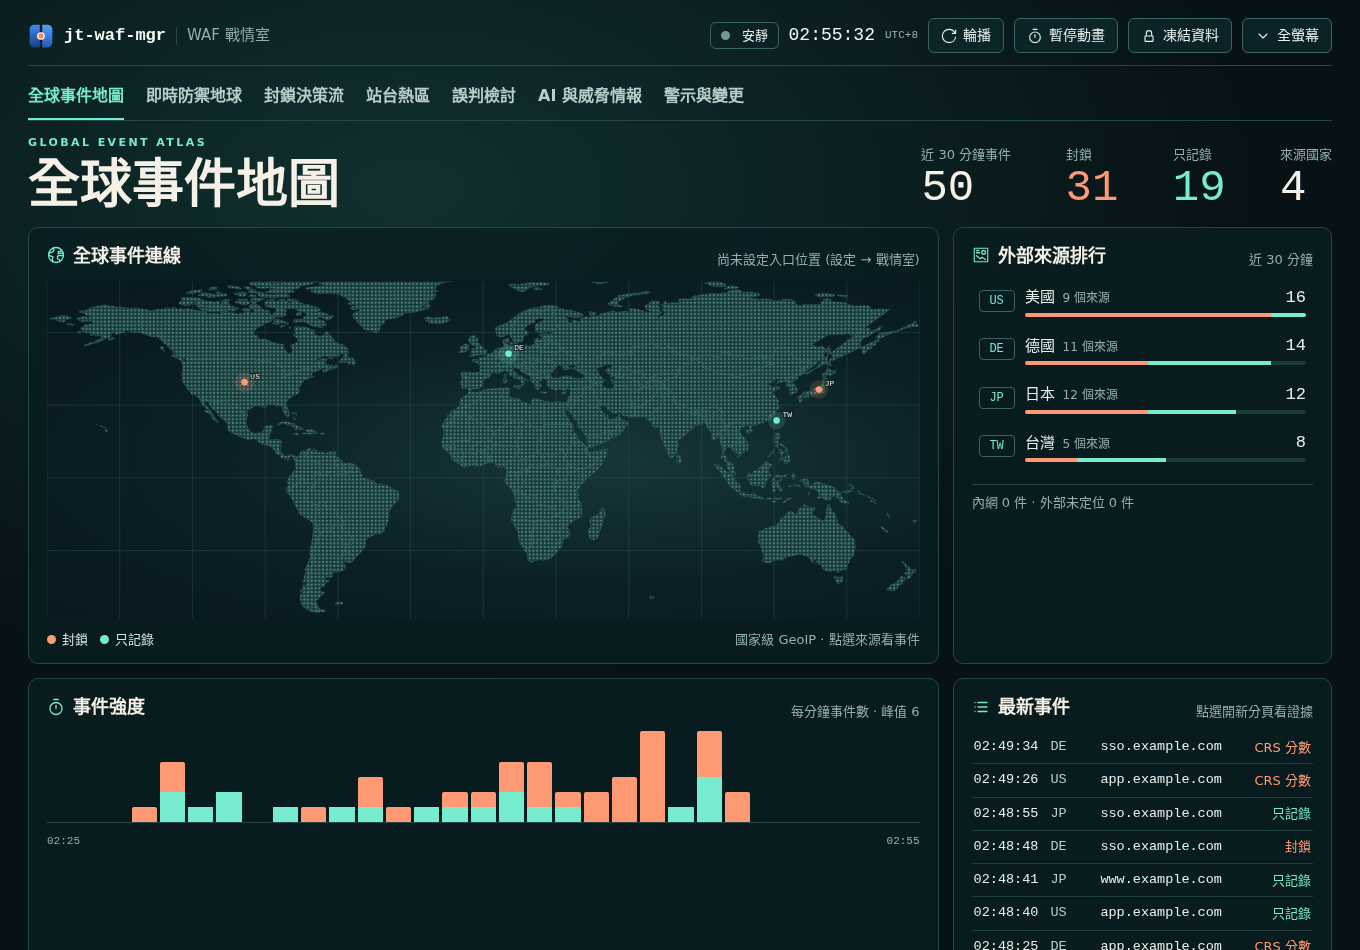 jt-waf-mgr WAF 戰情室 安靜 02:55:32 UTC+8 輪播 暫停動畫 凍結資料 全螢幕
全球事件地圖 即時防禦地球 封鎖決策流 站台熱區 誤判檢討 AI 與威脅情報 警示與變更
GLOBAL EVENT ATLAS
全球事件地圖
近 30 分鐘事件 封鎖 只記錄 來源國家
50 31 19 4
全球事件連線
尚未設定入口位置 (設定 → 戰情室)
DE
US
JP
TW
封鎖 只記錄
國家級 GeoIP · 點選來源看事件
外部來源排行 近 30 分鐘
US 美國 9 個來源 16
DE 德國 11 個來源 14
JP 日本 12 個來源 12
TW 台灣 5 個來源 8
內網 0 件 · 外部未定位 0 件
事件強度 每分鐘事件數 · 峰值 6
02:25 02:55
最新事件 點選開新分頁看證據
02:49:34 DE sso.example.com CRS 分數
02:49:26 US app.example.com CRS 分數
02:48:55 JP sso.example.com 只記錄
02:48:48 DE sso.example.com 封鎖
02:48:41 JP www.example.com 只記錄
02:48:40 US app.example.com 只記錄
02:48:25 DE app.example.com CRS 分數